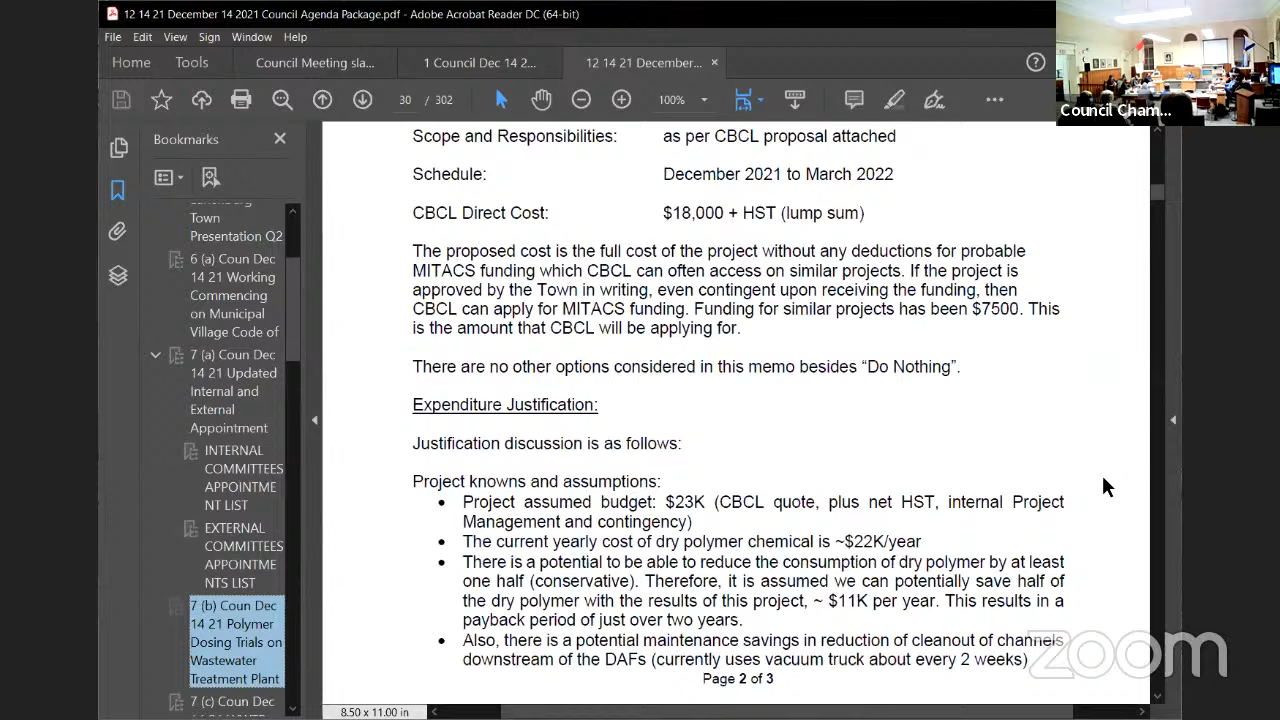 12 14 21 December 14 2021 Council Agenda Package.pdf - Adobe Acrobat Reader DC (64-bit)
File Edit View Sign Window Help
Home Tools Council Meeting sla... 1 Council Dec 14 2... 12 14 21 December... ×
30 / 302 100%
Council Cham...
Bookmarks
Town
Presentation Q2
6 (a) Coun Dec
14 21 Working
Commencing
on Municipal
Village Code of
7 (a) Coun Dec
14 21 Updated
Internal and
External
Appointment
INTERNAL
COMMITTEES
APPOINTME
NT LIST
EXTERNAL
COMMITTEES
APPOINTME
NTS LIST
7 (b) Coun Dec
14 21 Polymer
Dosing Trials on
Wastewater
Treatment Plant
7 (c) Coun Dec
Scope and Responsibilities: as per CBCL proposal attached
Schedule: December 2021 to March 2022
CBCL Direct Cost: $18,000 + HST (lump sum)
The proposed cost is the full cost of the project without any deductions for probable
MITACS funding which CBCL can often access on similar projects. If the project is
approved by the Town in writing, even contingent upon receiving the funding, then
CBCL can apply for MITACS funding. Funding for similar projects has been $7500. This
is the amount that CBCL will be applying for.
There are no other options considered in this memo besides “Do Nothing”.
Expenditure Justification:
Justification discussion is as follows:
Project knowns and assumptions:
• Project assumed budget: $23K (CBCL quote, plus net HST, internal Project
Management and contingency)
• The current yearly cost of dry polymer chemical is ~$22K/year
• There is a potential to be able to reduce the consumption of dry polymer by at least
one half (conservative). Therefore, it is assumed we can potentially save half of
the dry polymer with the results of this project, ~ $11K per year. This results in a
payback period of just over two years.
• Also, there is a potential maintenance savings in reduction of cleanout of channels
downstream of the DAFs (currently uses vacuum truck about every 2 weeks)
Page 2 of 3
zoom
8.50 x 11.00 in